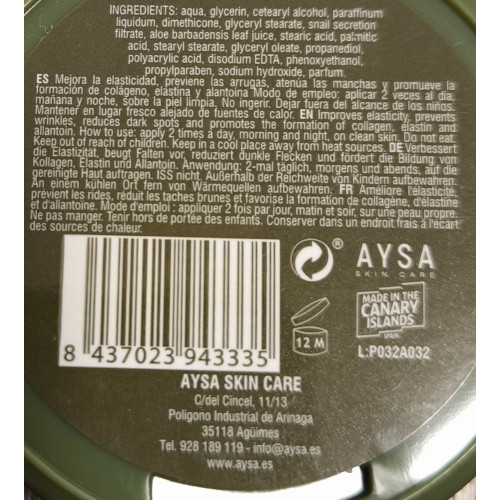 INGREDIENTS: aqua, glycerin, cetearyl alcohol, paraffinum
liquidum, dimethicone, glyceryl stearate, snail secretion
filtrate, aloe barbadensis leaf juice, stearic acid, palmitic
acid, stearyl stearate, glyceryl oleate, propanediol,
polyacrylic acid, disodium EDTA, phenoxyethanol,
propylparaben, sodium hydroxide, parfum.
ES Mejora la elasticidad, previene las arrugas, atenúa las manchas y promueve la
formación de colágeno, elastina y alantoina Modo de empleo: aplicar 2 veces al día,
mañana y noche, sobre la piel limpia. No ingerir. Dejar fuera del alcance de los niños.
Mantener en lugar fresco alejado de fuentes de calor. EN Improves elasticity, prevents
wrinkles, reduces dark spots and promotes the formation of collagen, elastin and
allantoin. How to use: apply 2 times a day, morning and night, on clean skin. Do not eat.
Keep out of reach of children. Keep in a cool place away from heat sources. DE Verbessert
die Elastizität, beugt Falten vor, reduziert dunkle Flecken und fördert die Bildung von
Kollagen, Elastin und Allantoin. Anwendung: 2-mal täglich, morgens und abends, auf die
gereinigte Haut auftragen. ISS nicht. Außerhalb der Reichweite von Kindern aufbewahren.
An einem kühlen Ort fern von Wärmequellen aufbewahren. FR Améliore l'elasticité,
prévient les rides, reduit les taches brunes et favorise la formation de collagène, d'élastine
et d'allantoine. Mode d'emploi: appliquer 2 fois par jour, matin et soir, sur une peau propre.
Ne pas manger. Tenir hors de portée des enfants. Conserver dans un endroit frais à l'écart
des sources de chaleur.
®
AYSA
SKIN CARE
MADE IN THE
CANARY
ISLANDS
SPAIN
12 M
L:P032A032
8 437023 943335
AYSA SKIN CARE
C/del Cincel, 11/13
Poligono Industrial de Arinaga
35118 Agüimes
Tel. 928 189 119 - info@aysa.es
www.aysa.es